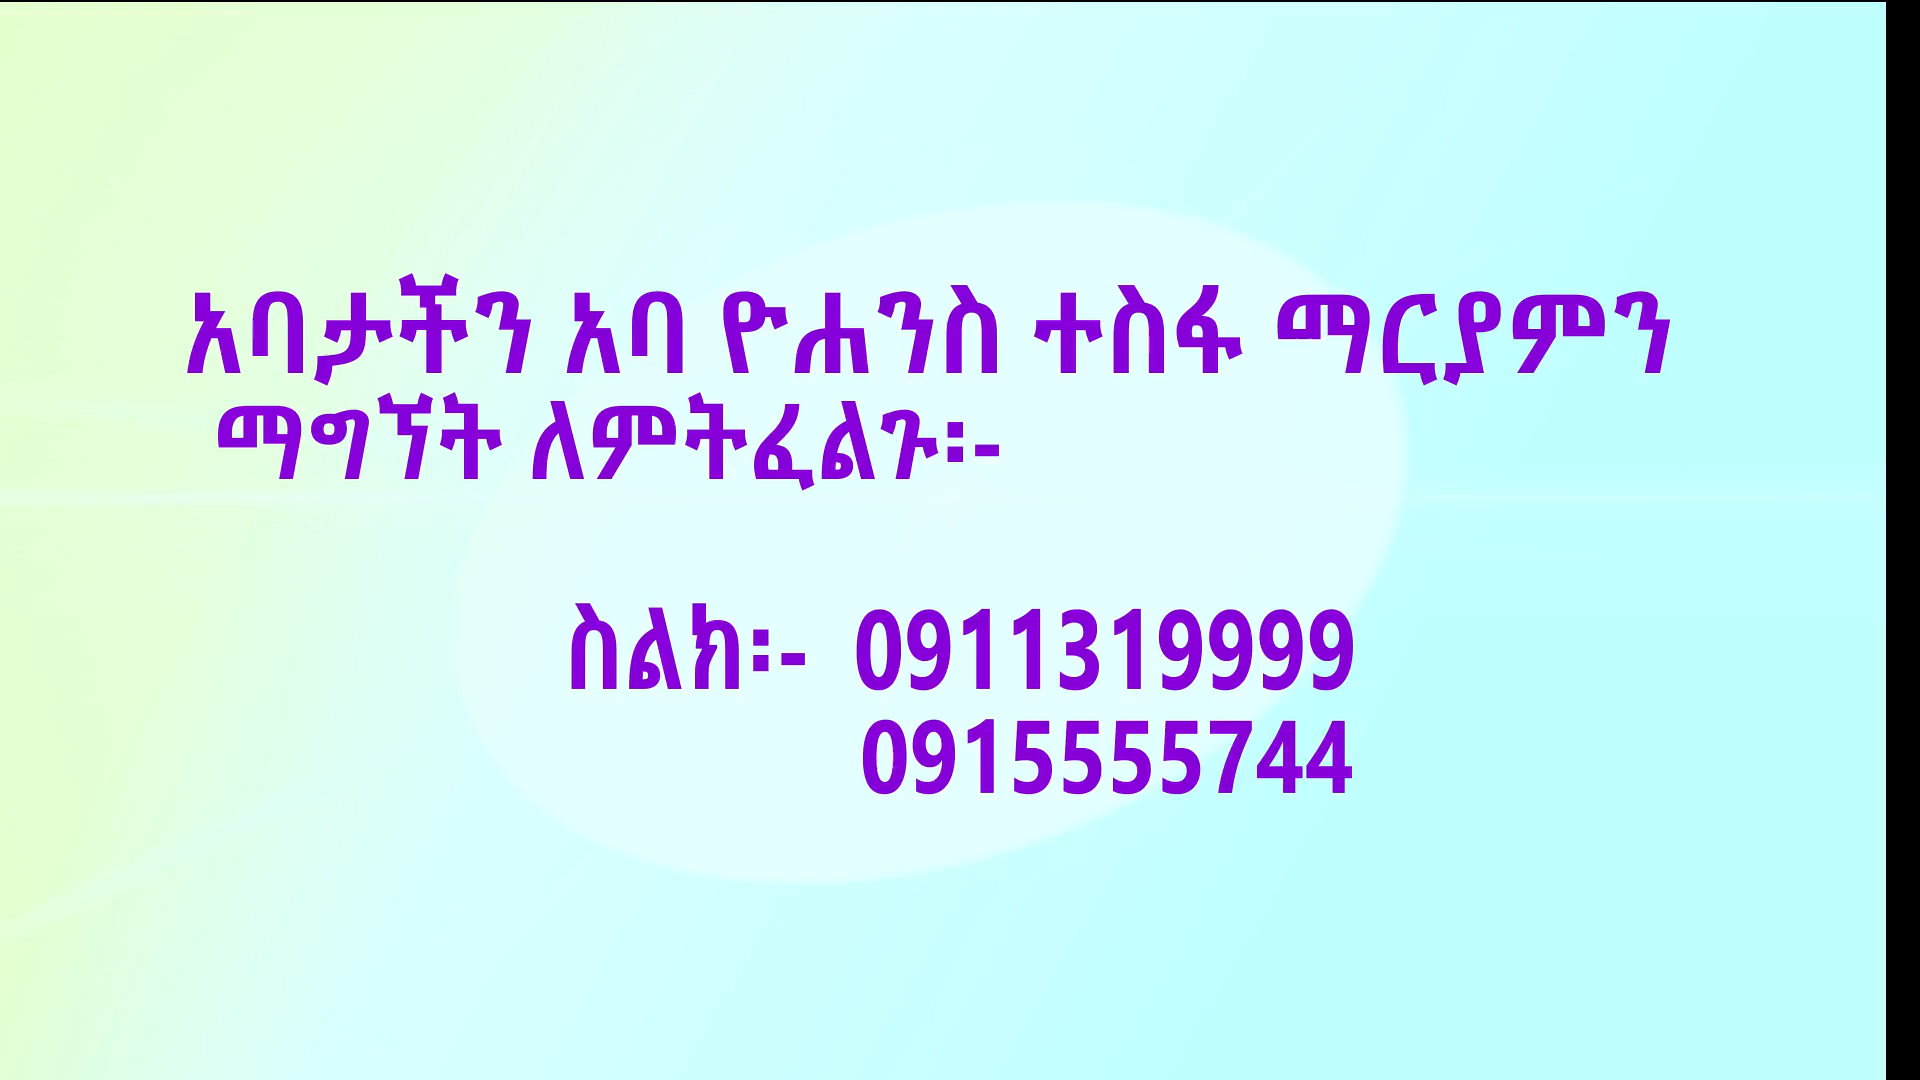 አባታችን አባ ዮሐንስ ተስፋ ማርያምን
ማግኘት ለምትፈልጉ፡-
ስልክ፡- 0911319999
0915555744